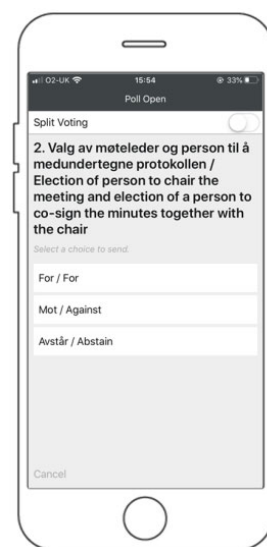 O2-UK 15:54 33%
Poll Open
Split Voting
2. Valg av møteleder og person til å
medundertegne protokollen /
Election of person to chair the
meeting and election of a person to
co-sign the minutes together with
the chair
Select a choice to send.
For / For
Mot / Against
Avstår / Abstain
Cancel